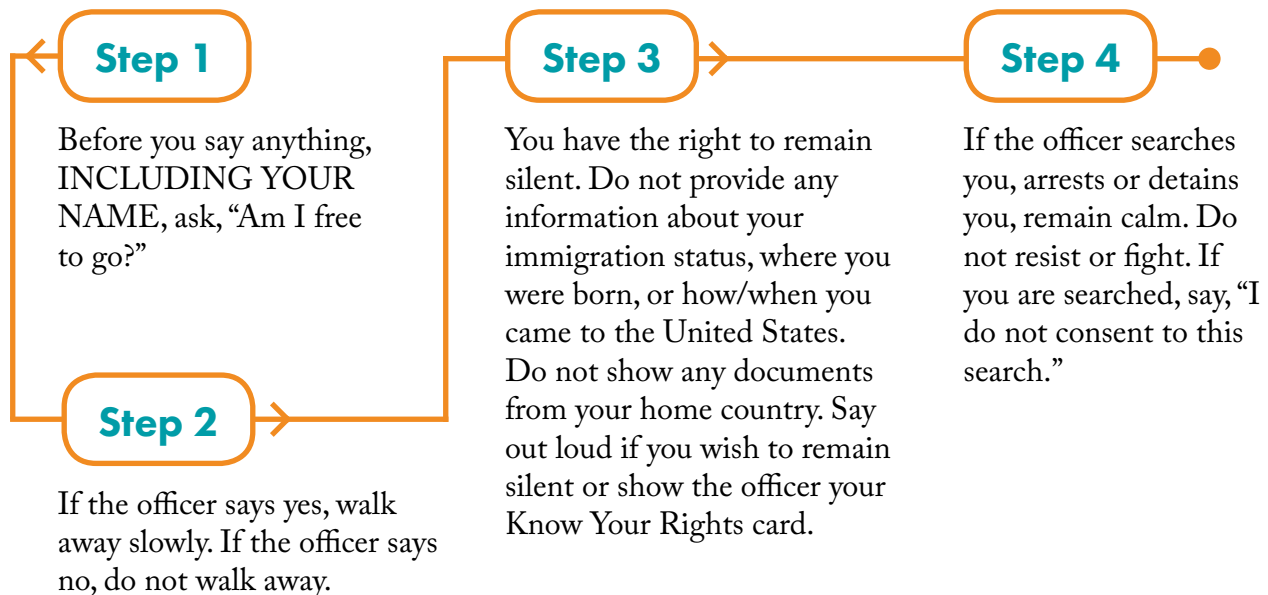 Step 1
Before you say anything,
INCLUDING YOUR
NAME, ask, “Am I free
to go?”
Step 2
If the officer says yes, walk
away slowly. If the officer says
no, do not walk away.
Step 3
You have the right to remain
silent. Do not provide any
information about your
immigration status, where you
were born, or how/when you
came to the United States.
Do not show any documents
from your home country. Say
out loud if you wish to remain
silent or show the officer your
Know Your Rights card.
Step 4
If the officer searches
you, arrests or detains
you, remain calm. Do
not resist or fight. If
you are searched, say, “I
do not consent to this
search.”